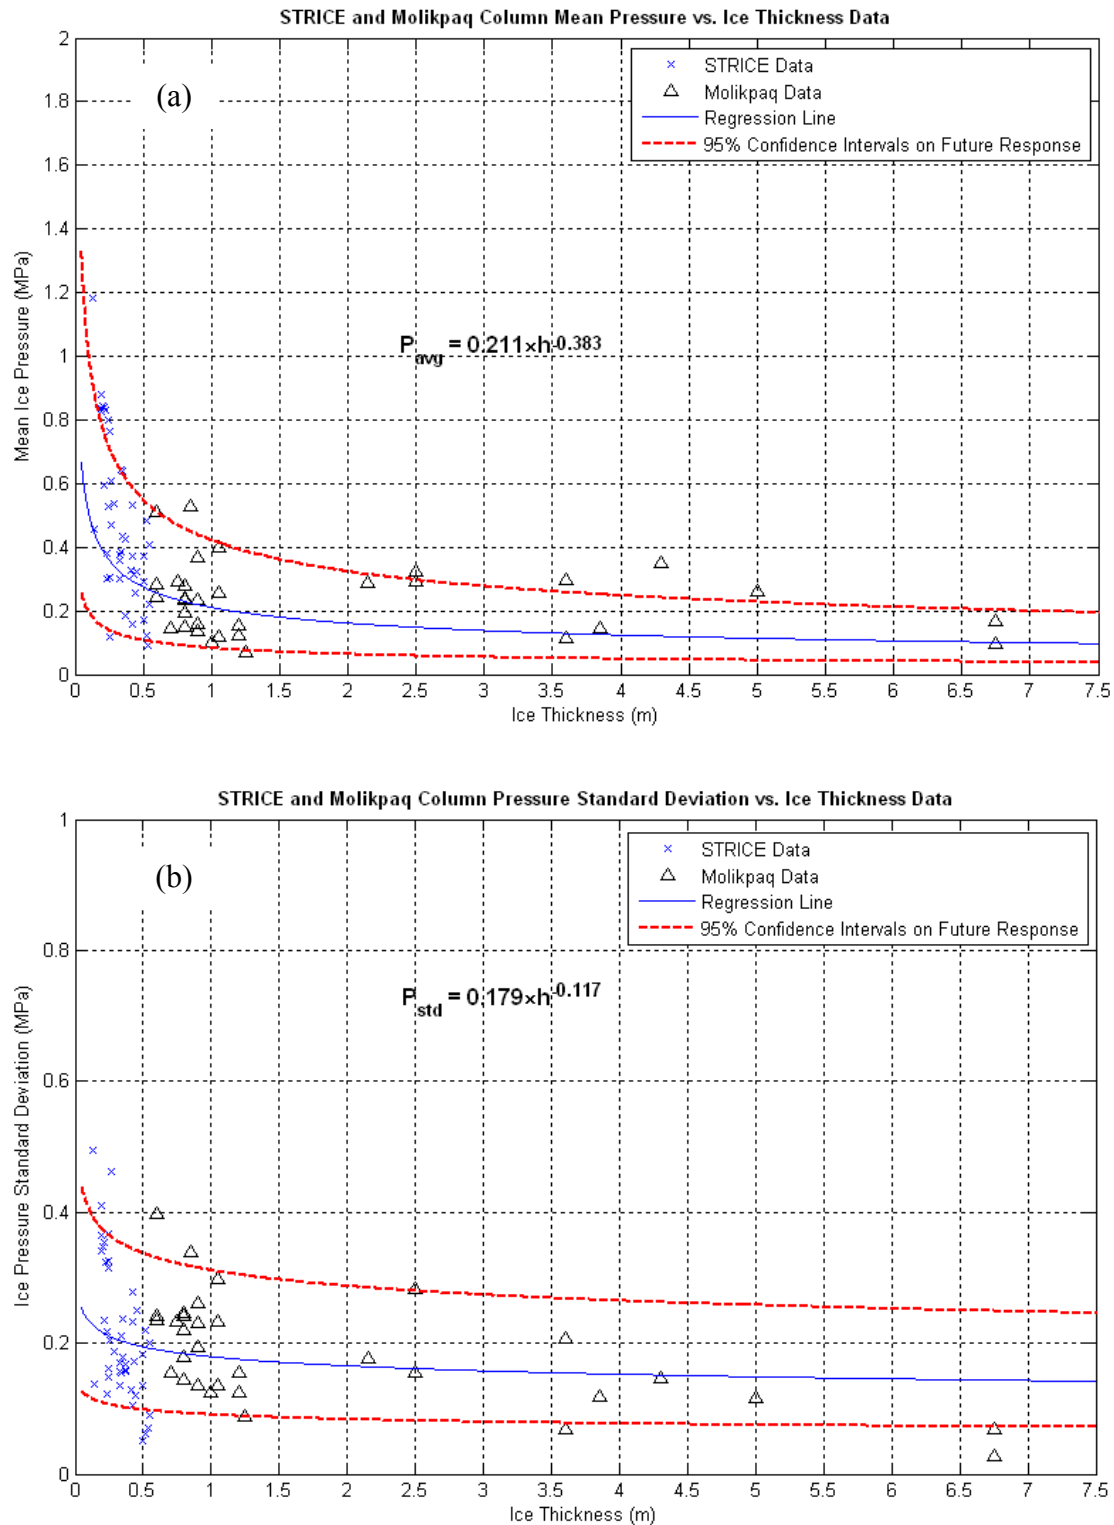 STRICE and Molikpaq Column Mean Pressure vs. Ice Thickness Data
2
1.8
1.6
1.4
1.2
1
0.8
0.6
0.4
0.2
0
Mean Ice Pressure (MPa)
(a)
STRICE Data
Molikpaq Data
Regression Line
95% Confidence Intervals on Future Response
P_avg = 0.211×h^-0.383
0 0.5 1 1.5 2 2.5 3 3.5 4 4.5 5 5.5 6 6.5 7 7.5
Ice Thickness (m)
STRICE and Molikpaq Column Pressure Standard Deviation vs. Ice Thickness Data
1
0.8
0.6
0.4
0.2
0
Ice Pressure Standard Deviation (MPa)
(b)
STRICE Data
Molikpaq Data
Regression Line
95% Confidence Intervals on Future Response
P_std = 0.179×h^-0.117
0 0.5 1 1.5 2 2.5 3 3.5 4 4.5 5 5.5 6 6.5 7 7.5
Ice Thickness (m)